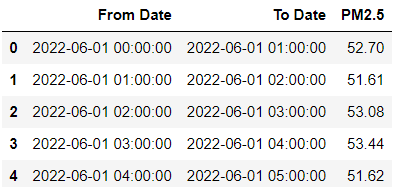 From Date To Date PM2.5
0 2022-06-01 00:00:00 2022-06-01 01:00:00 52.70
1 2022-06-01 01:00:00 2022-06-01 02:00:00 51.61
2 2022-06-01 02:00:00 2022-06-01 03:00:00 53.08
3 2022-06-01 03:00:00 2022-06-01 04:00:00 53.44
4 2022-06-01 04:00:00 2022-06-01 05:00:00 51.62